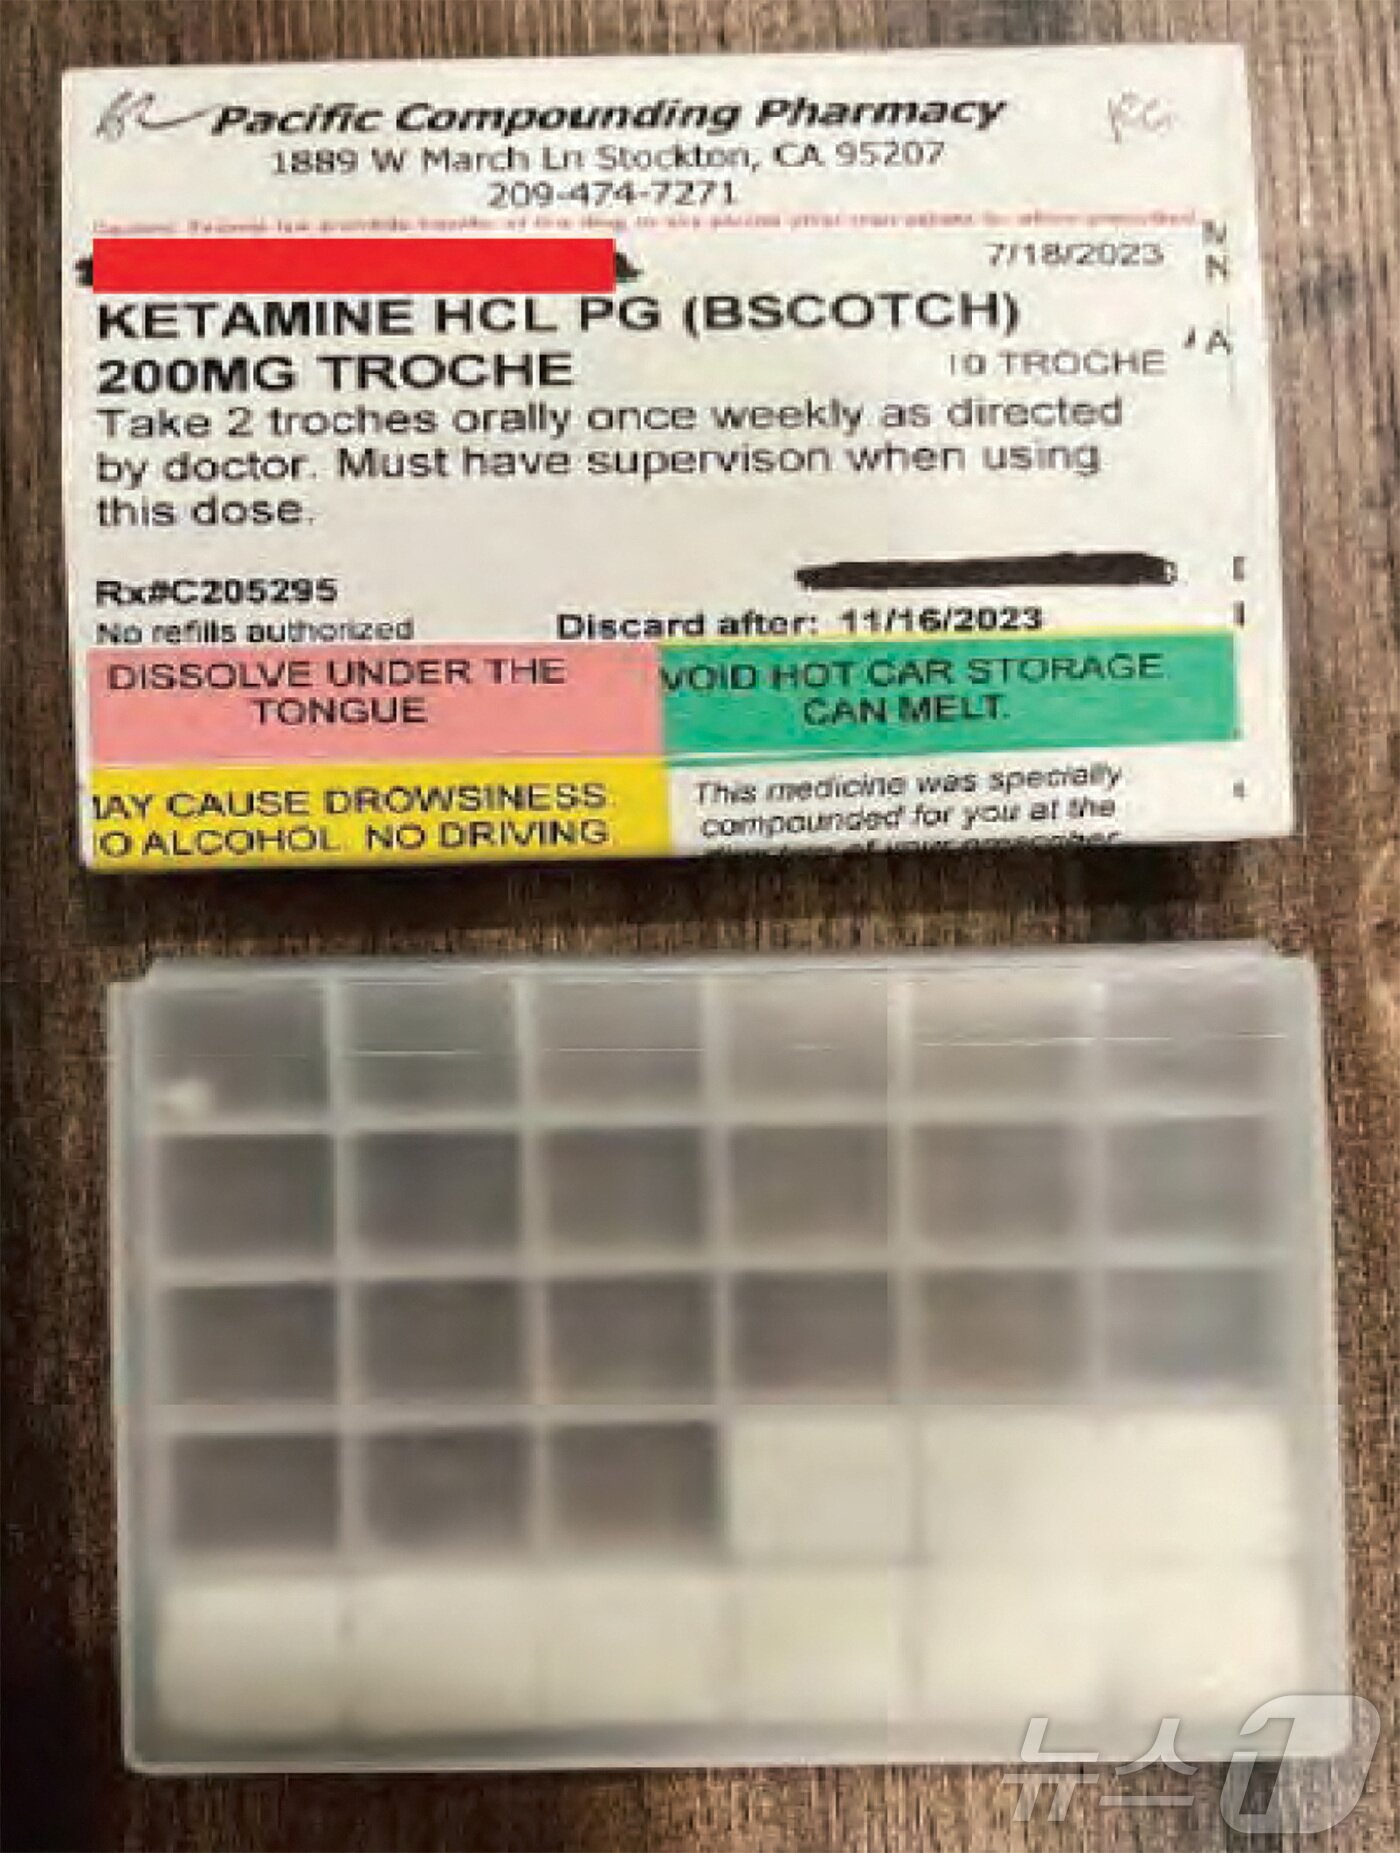 Pacific Compounding Pharmacy
1889 W March Ln Stockton, CA 95207
209-474-7271
7/18/2023
KETAMINE HCL PG (BSCOTCH)
200MG TROCHE
10 TROCHE
Take 2 troches orally once weekly as directed
by doctor. Must have supervison when using
this dose.
Rx#C205295
No refills authorized
Discard after: 11/16/2023
DISSOLVE UNDER THE
TONGUE
VOID HOT CAR STORAGE
CAN MELT.
AY CAUSE DROWSINESS.
O ALCOHOL. NO DRIVING.
This medicine was specially
compounded for you at the
뉴스1